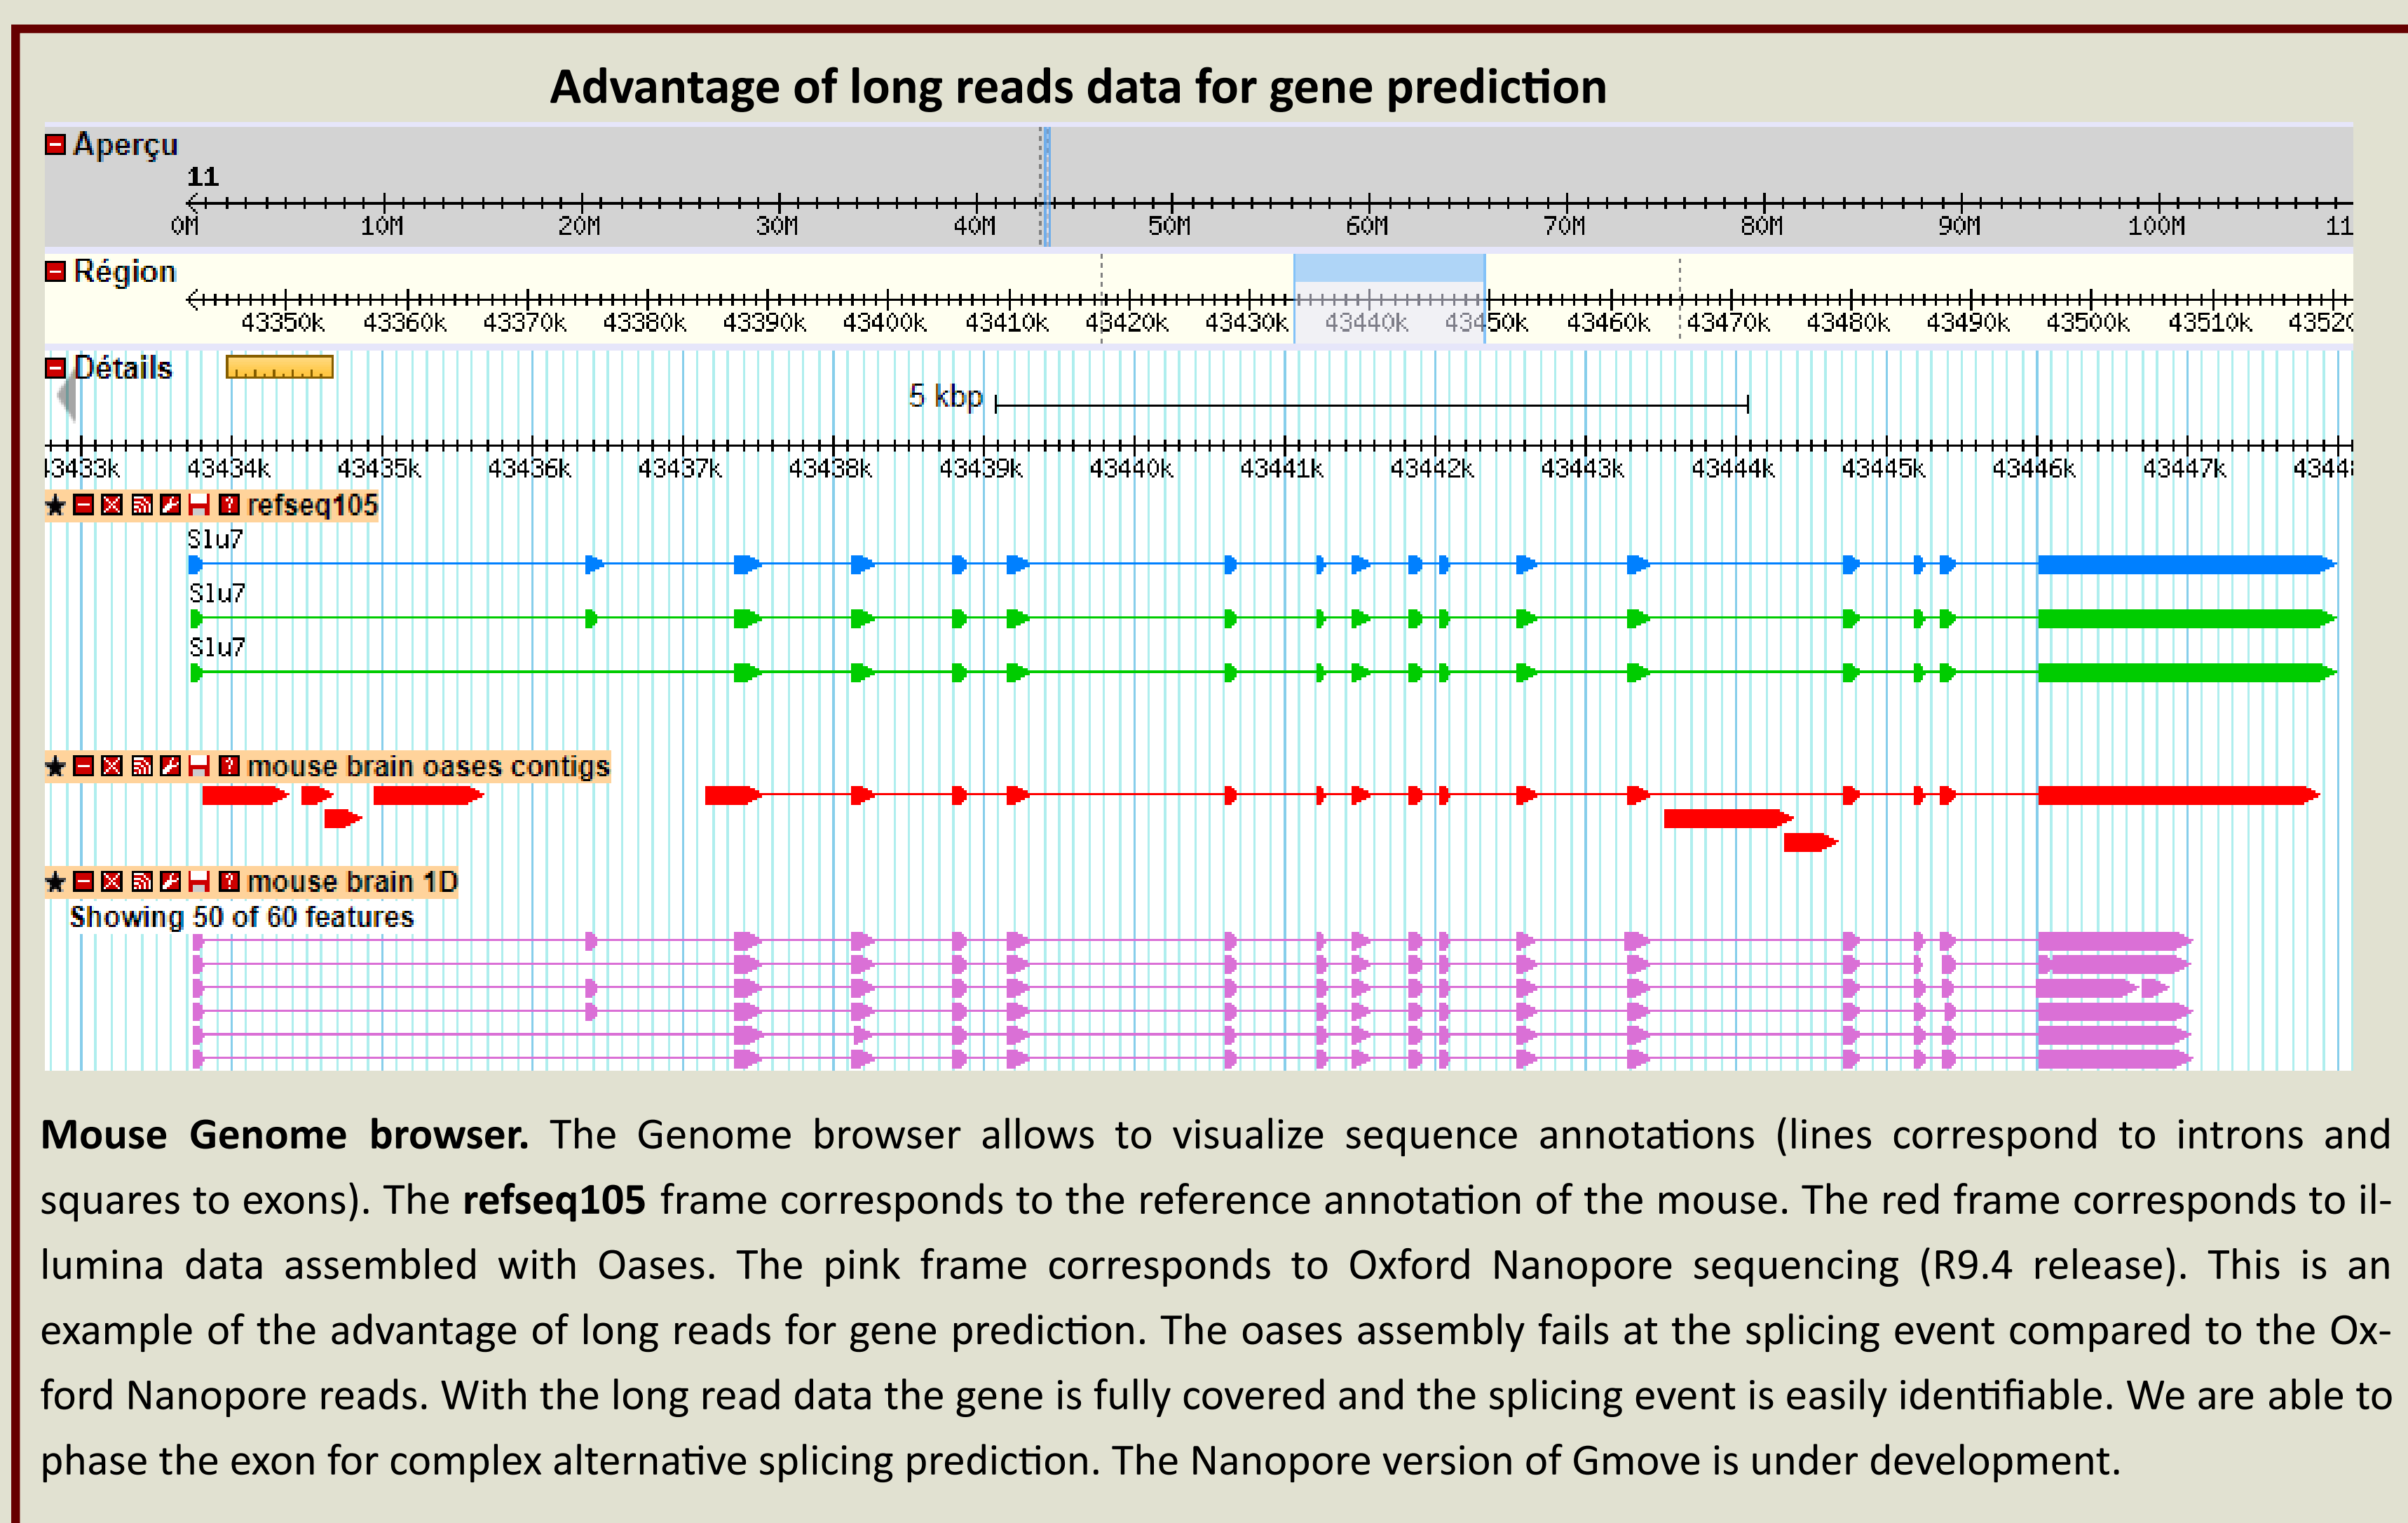 Advantage of long reads data for gene prediction
Aperçu
11
0M 10M 20M 30M 40M 50M 60M 70M 80M 90M 100M 11
Région
43350k 43360k 43370k 43380k 43390k 43400k 43410k 43420k 43430k 43440k 43450k 43460k 43470k 43480k 43490k 43500k 43510k 43520
Détails
5 kbp
43433k 43434k 43435k 43436k 43437k 43438k 43439k 43440k 43441k 43442k 43443k 43444k 43445k 43446k 43447k 43448
refseq105
Slu7
Slu7
Slu7
mouse brain oases contigs
mouse brain 1D
Showing 50 of 60 features
Mouse Genome browser. The Genome browser allows to visualize sequence annotations (lines correspond to introns and
squares to exons). The refseq105 frame corresponds to the reference annotation of the mouse. The red frame corresponds to il-
lumina data assembled with Oases. The pink frame corresponds to Oxford Nanopore sequencing (R9.4 release). This is an
example of the advantage of long reads for gene prediction. The oases assembly fails at the splicing event compared to the Ox-
ford Nanopore reads. With the long read data the gene is fully covered and the splicing event is easily identifiable. We are able to
phase the exon for complex alternative splicing prediction. The Nanopore version of Gmove is under development.